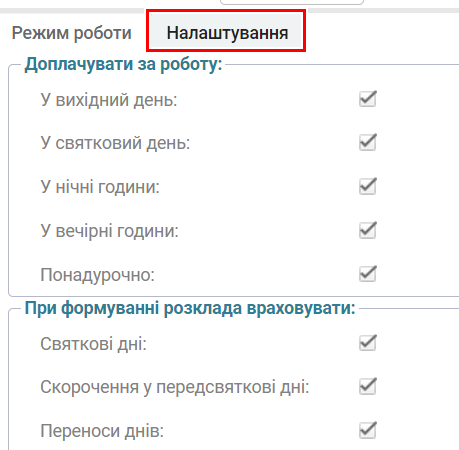 Режим роботи Налаштування
Доплачувати за роботу:
У вихідний день:
У святковий день:
У нічні години:
У вечірні години:
Понадурочно:
При формуванні розклада враховувати:
Святкові дні:
Скорочення у передсвяткові дні:
Переноси днів: